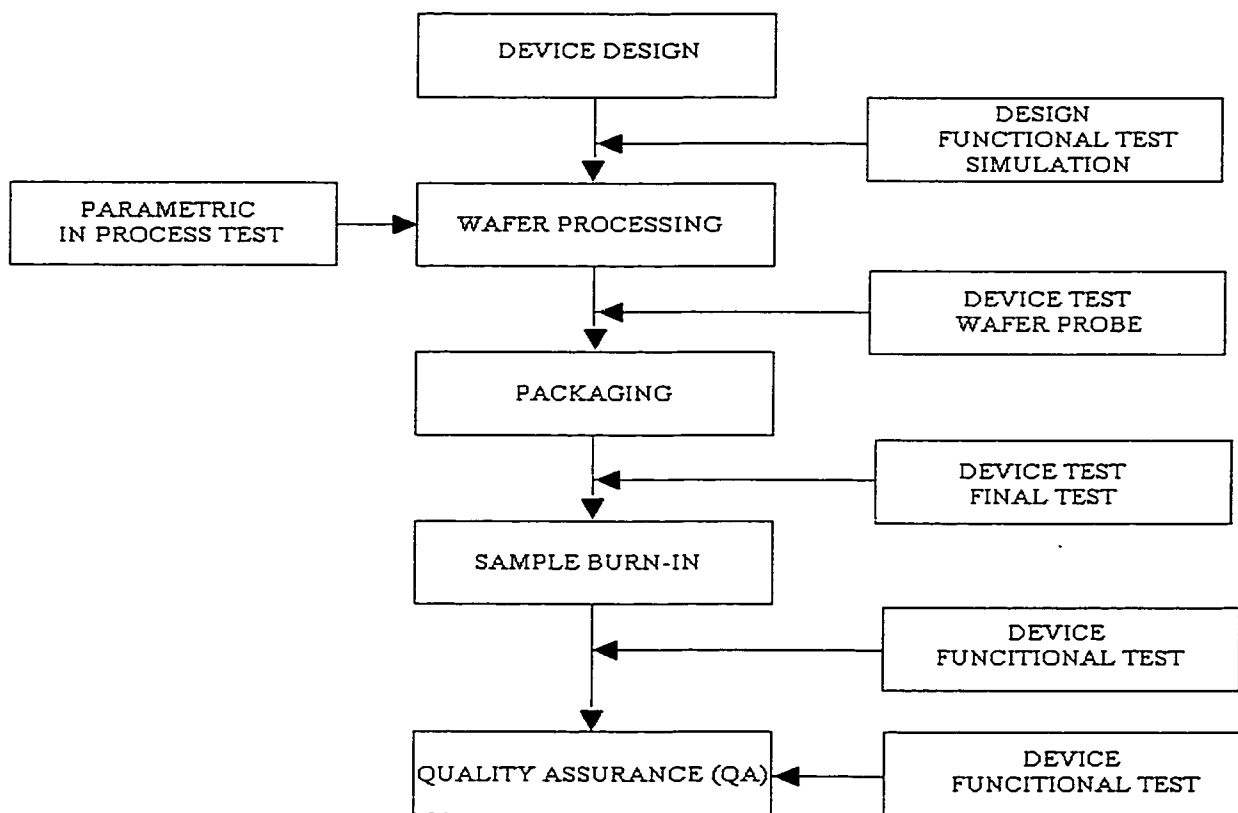 DEVICE DESIGN
DESIGN
FUNCTIONAL TEST
SIMULATION
PARAMETRIC
IN PROCESS TEST
WAFER PROCESSING
DEVICE TEST
WAFER PROBE
PACKAGING
DEVICE TEST
FINAL TEST
SAMPLE BURN-IN
DEVICE
FUNCITIONAL TEST
QUALITY ASSURANCE (QA)
DEVICE
FUNCITIONAL TEST